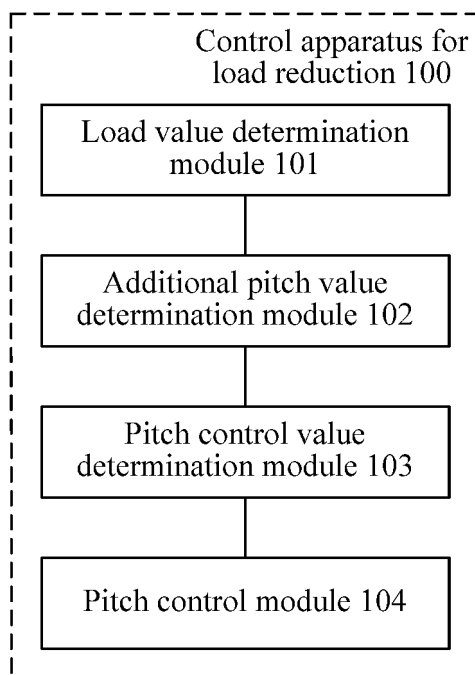 Control apparatus for
load reduction 100
Load value determination
module 101
Additional pitch value
determination module 102
Pitch control value
determination module 103
Pitch control module 104